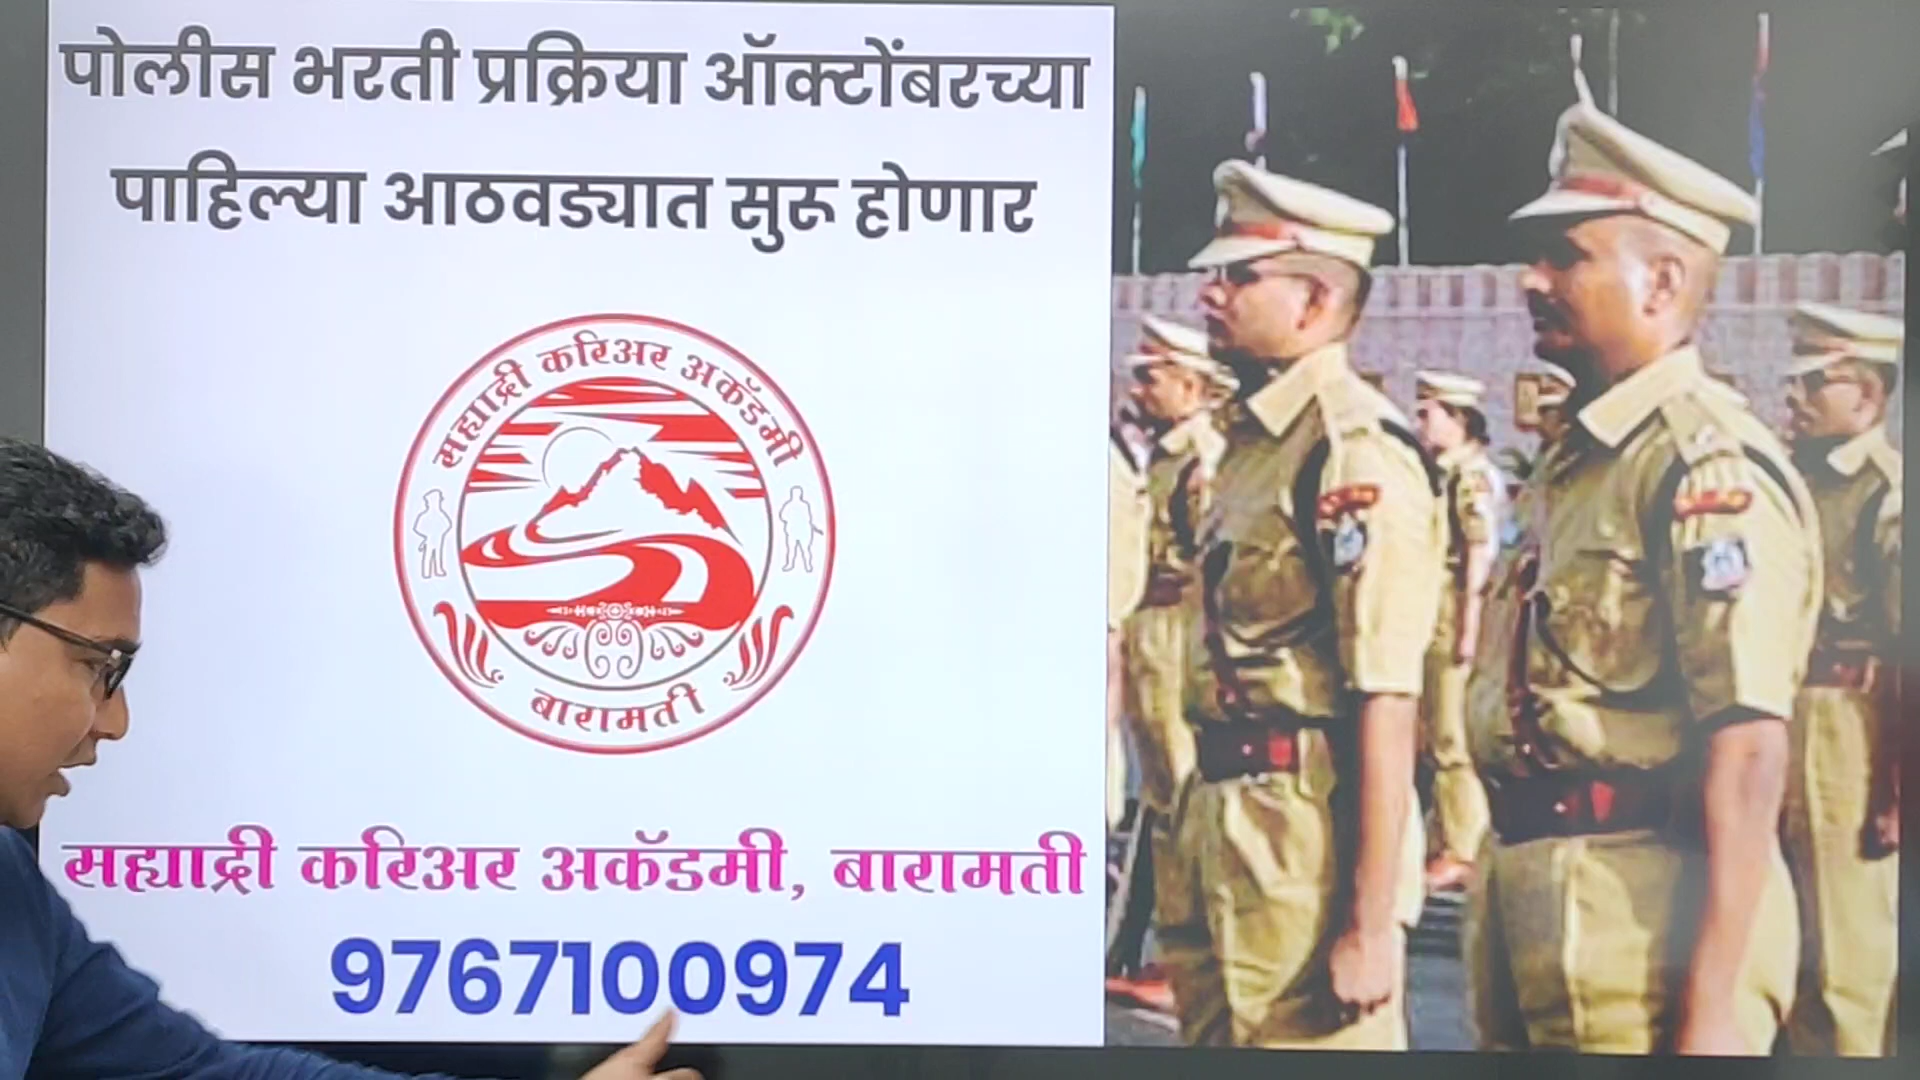 पोलीस भरती प्रक्रिया ऑक्टोंबरच्या
पाहिल्या आठवड्यात सुरू होणार
सह्याद्री करिअर अकॅडमी
बारामती
सह्याद्री करिअर अकॅडमी, बारामती
9767100974